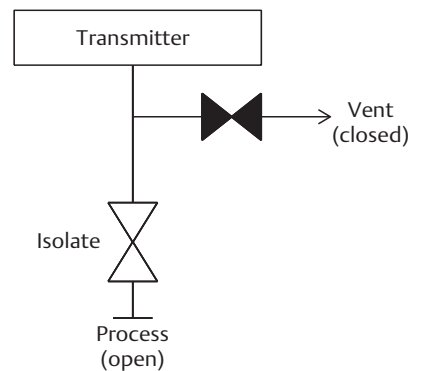 Transmitter
Vent
(closed)
Isolate
Process
(open)